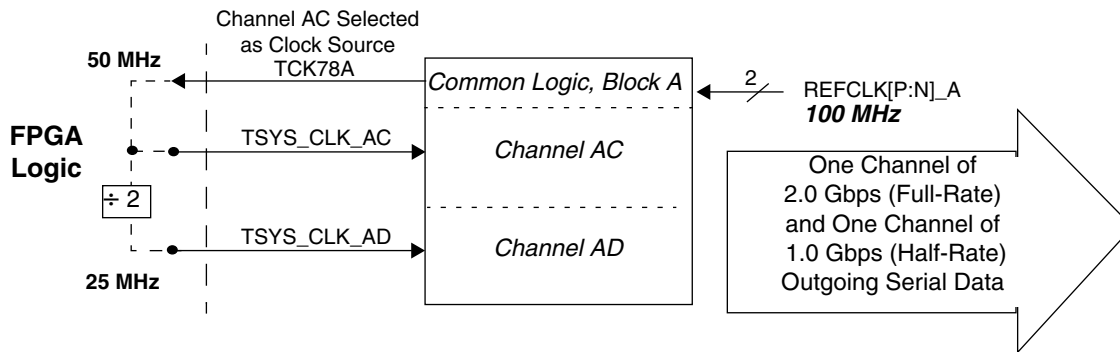 Channel AC Selected
as Clock Source
TCK78A
50 MHz
Common Logic, Block A
2
REFCLK[P:N]_A
100 MHz
FPGA
Logic
TSYS_CLK_AC
Channel AC
÷ 2
TSYS_CLK_AD
Channel AD
25 MHz
One Channel of
2.0 Gbps (Full-Rate)
and One Channel of
1.0 Gbps (Half-Rate)
Outgoing Serial Data